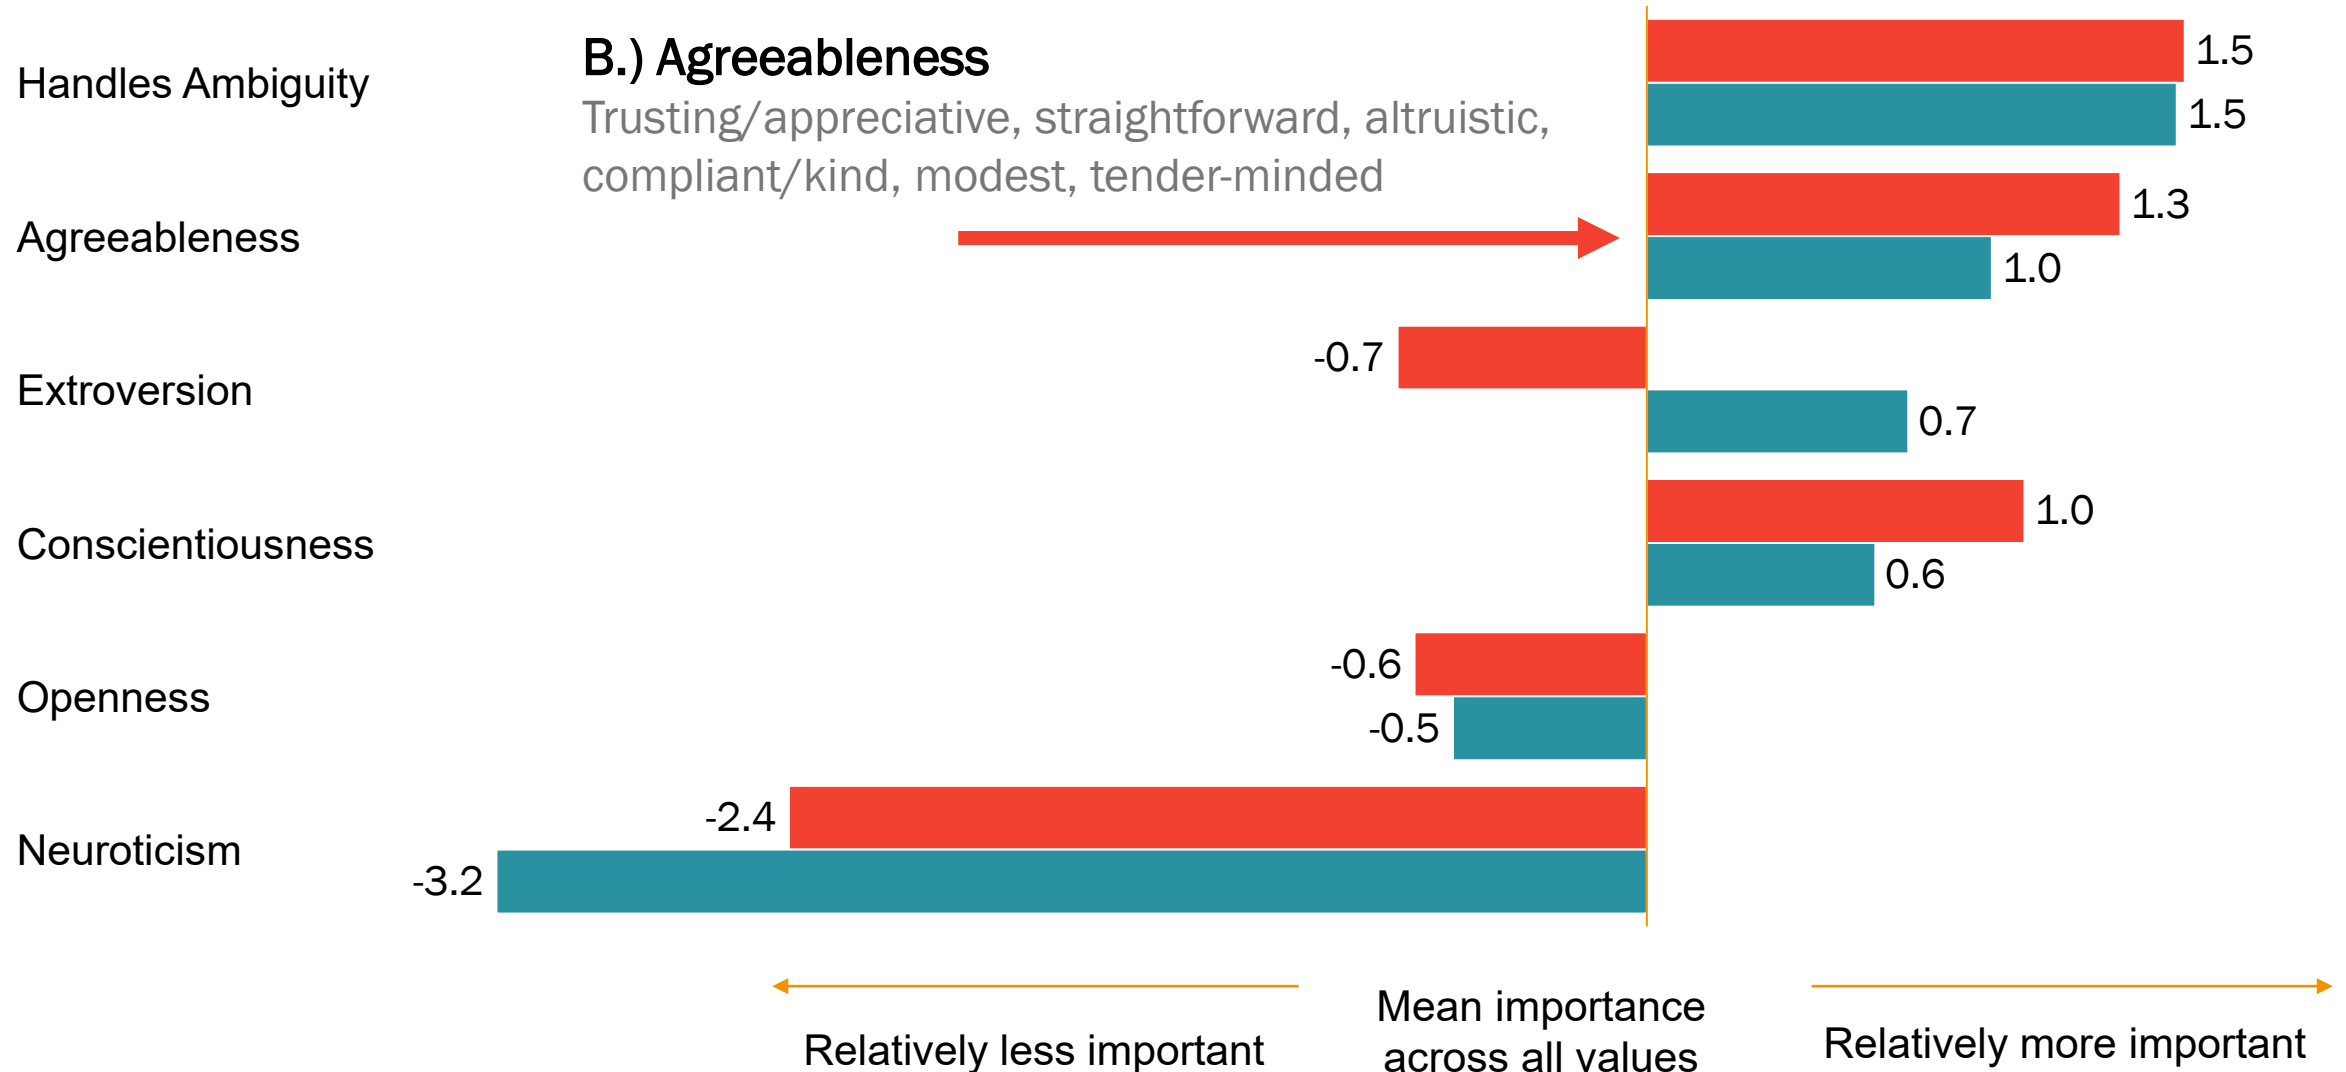 B.) Agreeableness
Trusting/appreciative, straightforward, altruistic,
compliant/kind, modest, tender-minded
Handles Ambiguity
1.5
1.5
Agreeableness
1.3
1.0
Extroversion
-0.7
0.7
Conscientiousness
1.0
0.6
Openness
-0.6
-0.5
Neuroticism
-2.4
-3.2
Relatively less important
Mean importance
across all values
Relatively more important